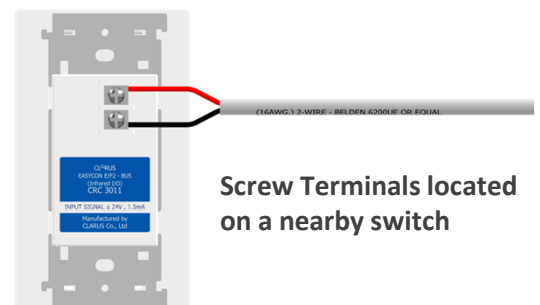 (16AWG ) 2-WIRE - BELDEN 6200UE OR EQUAL
CLARUS
EASYCON E/F2 - BUS
(Infrared I/O)
CRC 3011
INPUT SIGNAL ± 24V , 1.5mA
Manufactured by
CLARUS Co., Ltd
Screw Terminals located
on a nearby switch